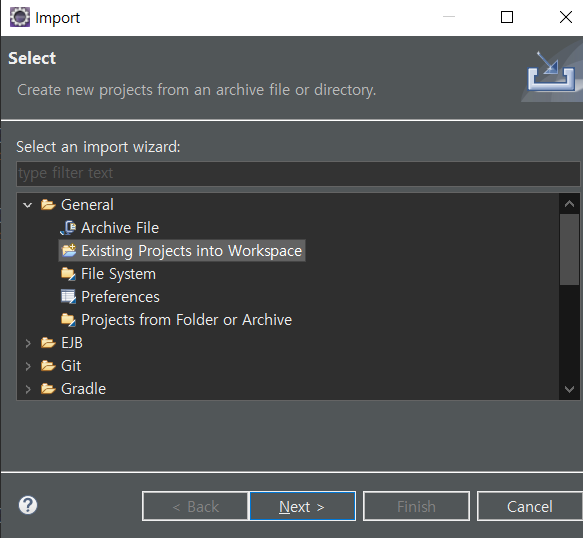 Import
Select
Create new projects from an archive file or directory.
Select an import wizard:
type filter text
General
Archive File
Existing Projects into Workspace
File System
Preferences
Projects from Folder or Archive
EJB
Git
Gradle
?
< Back
Next >
Finish
Cancel